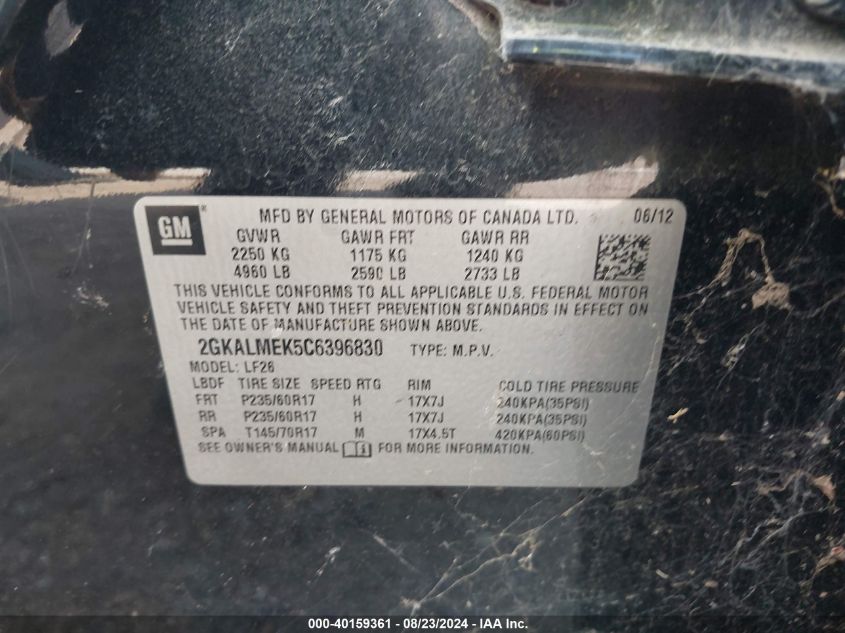 GM ® MFD BY GENERAL MOTORS OF CANADA LTD. 06/12
GVWR GAWR FRT GAWR RR
2250 KG 1175 KG 1240 KG
4960 LB 2590 LB 2733 LB
THIS VEHICLE CONFORMS TO ALL APPLICABLE U.S. FEDERAL MOTOR
VEHICLE SAFETY AND THEFT PREVENTION STANDARDS IN EFFECT ON
THE DATE OF MANUFACTURE SHOWN ABOVE.
2GKALMEK5C6396830 TYPE: M.P.V.
MODEL: LF26
LBDF TIRE SIZE SPEED RTG RIM COLD TIRE PRESSURE
FRT P235/60R17 H 17X7J 240KPA(35PSI)
RR P235/60R17 H 17X7J 240KPA(35PSI)
SPA T145/70R17 M 17X4.5T 420KPA(60PSI)
SEE OWNER'S MANUAL FOR MORE INFORMATION.
000-40159361 - 08/23/2024 - IAA Inc.